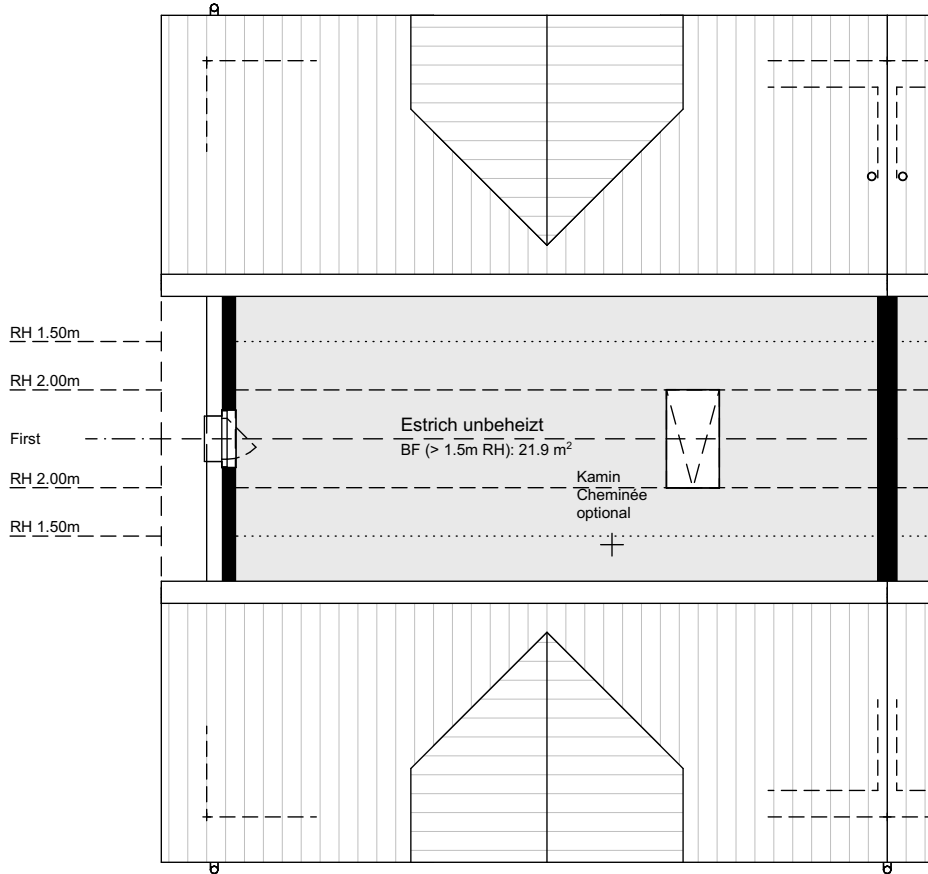 RH 1.50m
RH 2.00m
First
RH 2.00m
RH 1.50m
Estrich unbeheizt
BF (> 1.5m RH): 21.9 m²
Kamin
Cheminée
optional